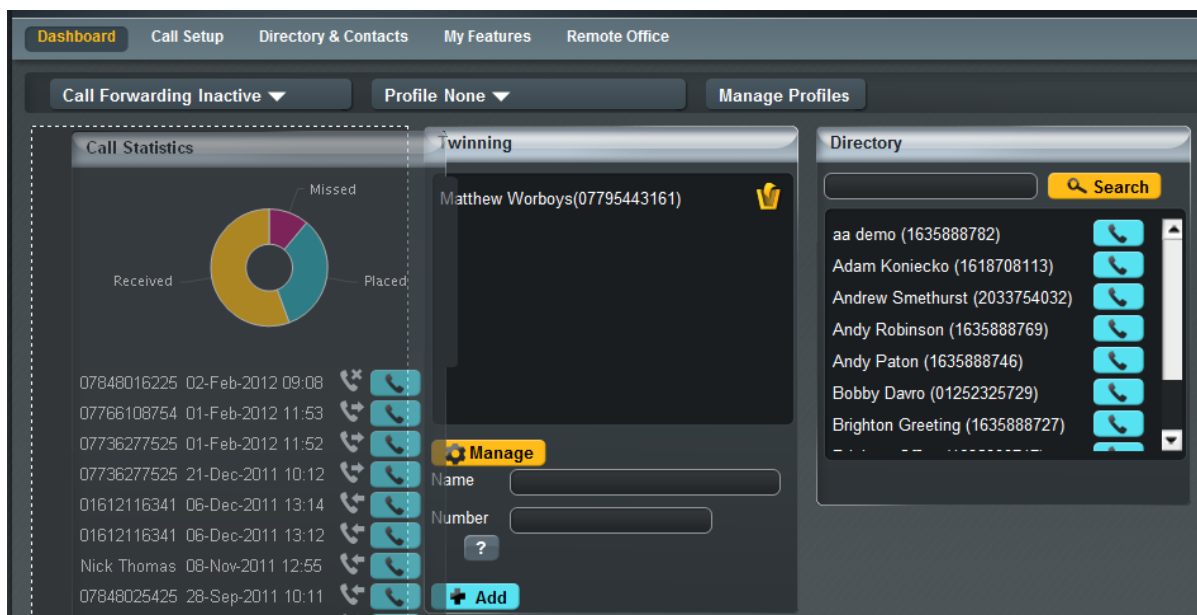 Dashboard Call Setup Directory & Contacts My Features Remote Office
Call Forwarding Inactive Profile None Manage Profiles
Call Statistics
Missed
Received
Placed
07848016225 02-Feb-2012 09:08
07766108754 01-Feb-2012 11:53
07736277525 01-Feb-2012 11:52
07736277525 21-Dec-2011 10:12
01612116341 06-Dec-2011 13:14
01612116341 06-Dec-2011 13:12
Nick Thomas 08-Nov-2011 12:55
07848025425 28-Sep-2011 10:11
Twinning
Matthew Worboys(07795443161)
Manage
Name
Number
?
Add
Directory
Search
aa demo (1635888782)
Adam Koniecko (1618708113)
Andrew Smethurst (2033754032)
Andy Robinson (1635888769)
Andy Paton (1635888746)
Bobby Davro (01252325729)
Brighton Greeting (1635888727)